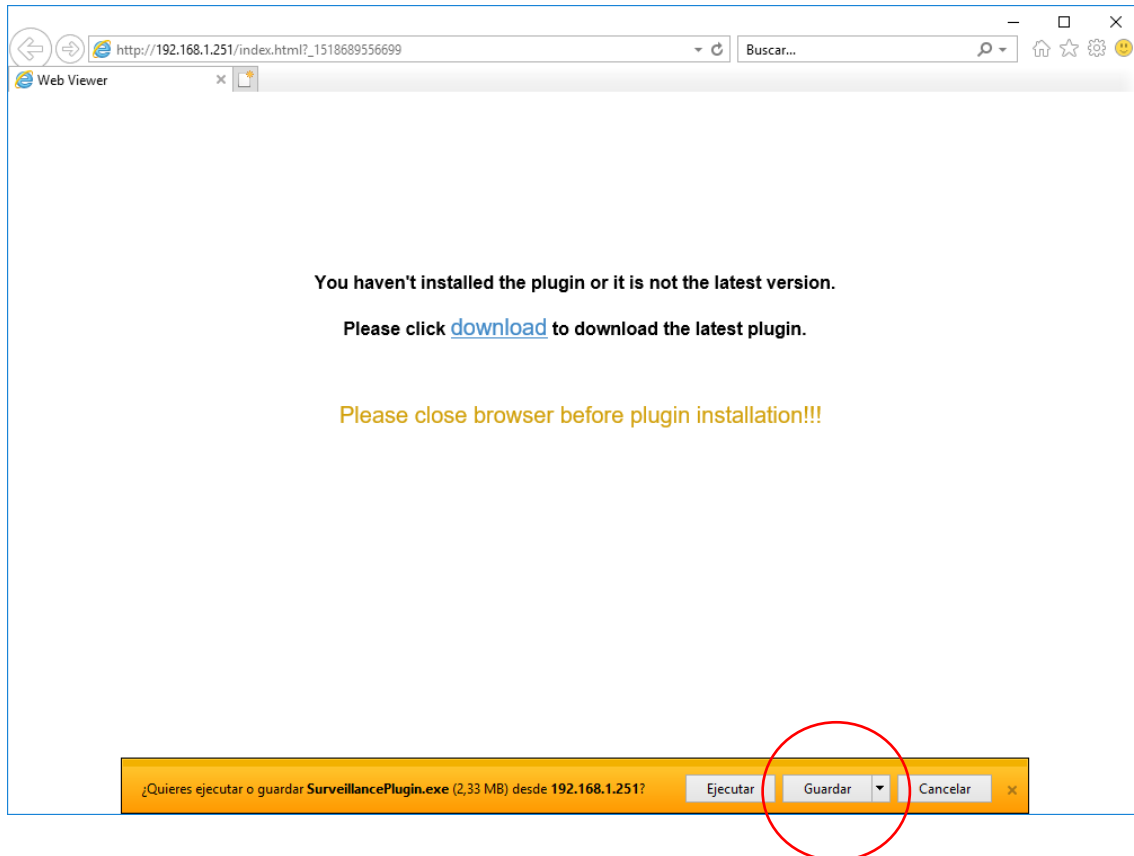 http://192.168.1.251/index.html?_1518689556699
Buscar...
Web Viewer
You haven't installed the plugin or it is not the latest version.
Please click download to download the latest plugin.
Please close browser before plugin installation!!!
¿Quieres ejecutar o guardar SurveillancePlugin.exe (2,33 MB) desde 192.168.1.251?
Ejecutar
Guardar
Cancelar